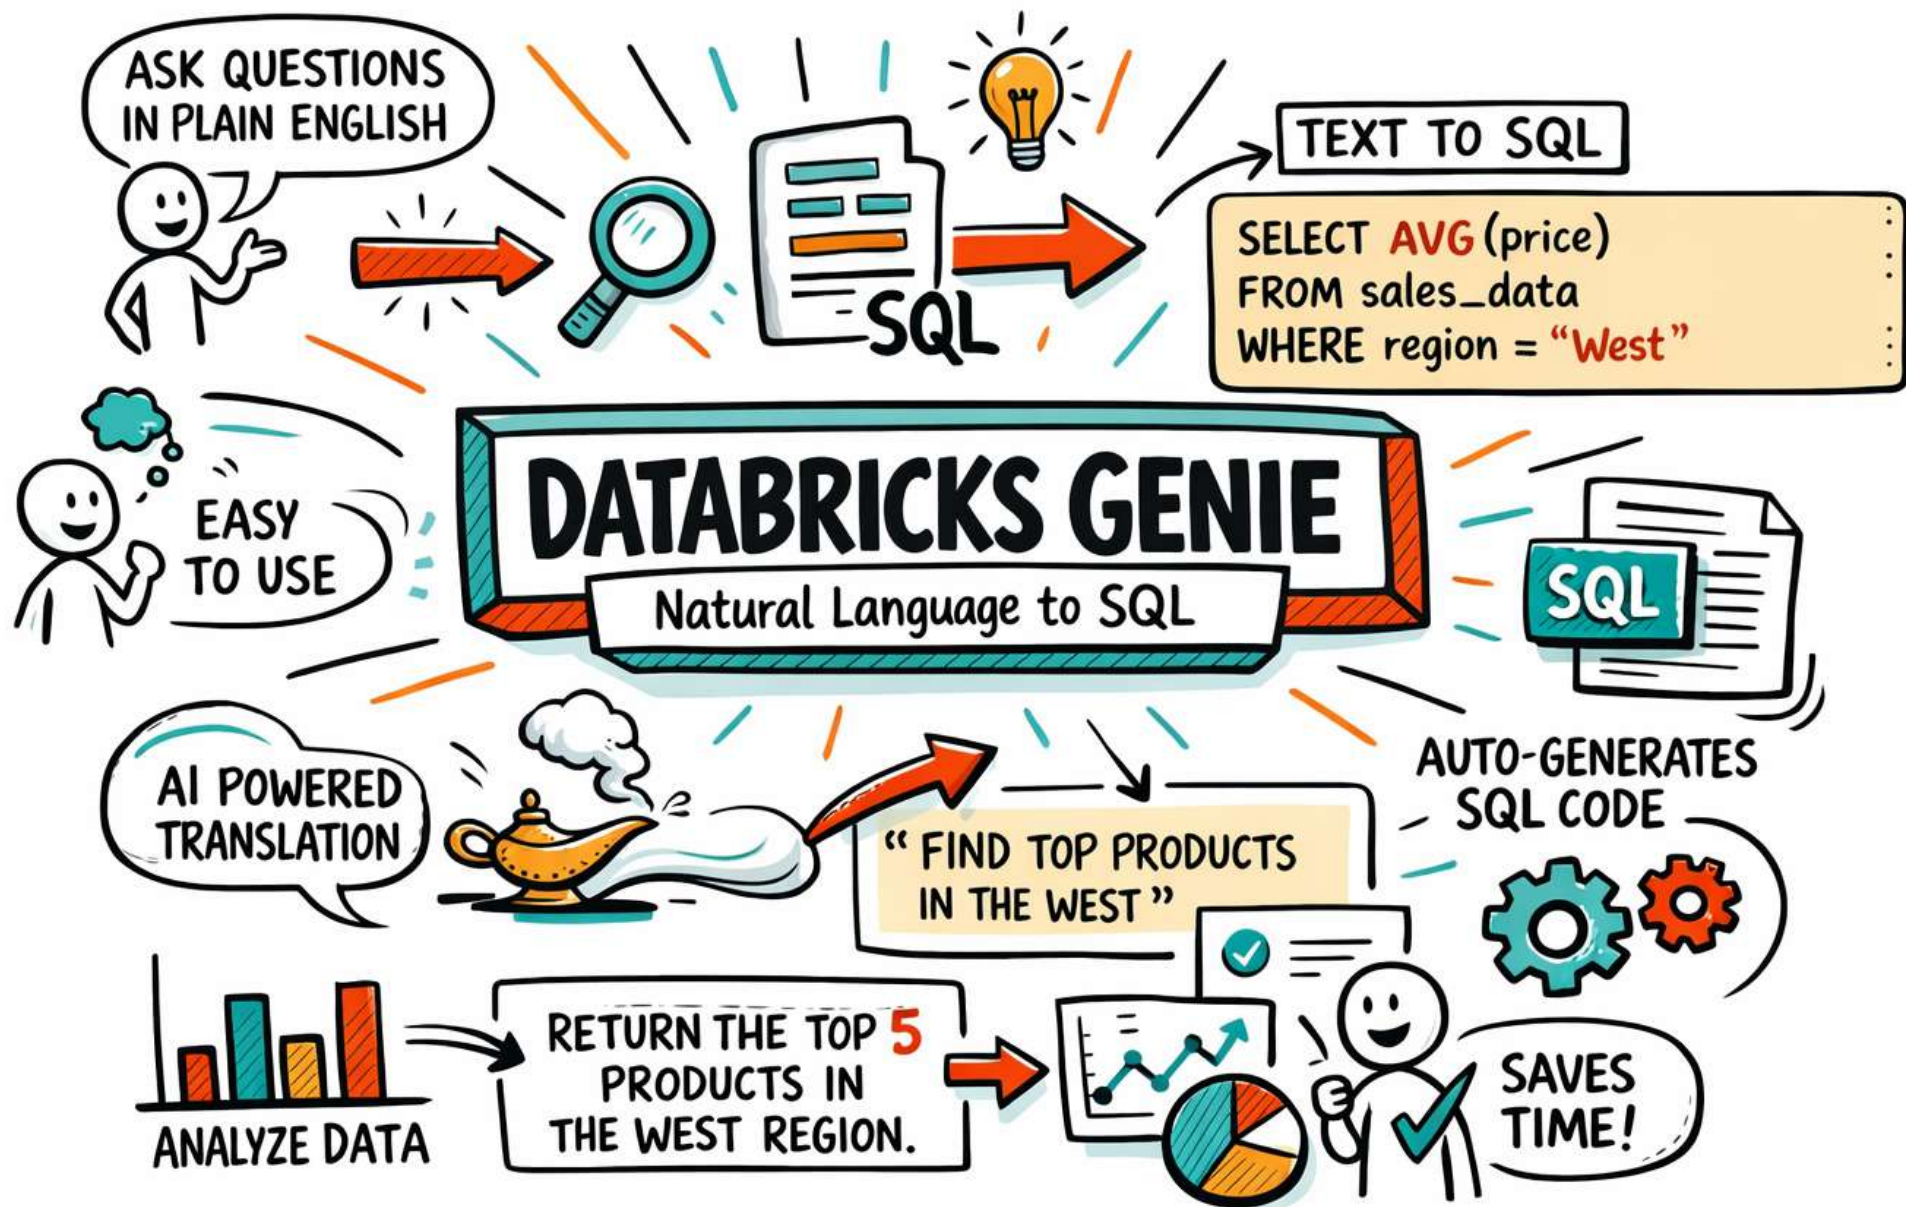 ASK QUESTIONS
IN PLAIN ENGLISH
SQL
TEXT TO SQL
SELECT AVG (price)
FROM sales_data
WHERE region = “West”
EASY
TO USE
DATABRICKS GENIE
Natural Language to SQL
SQL
AI POWERED
TRANSLATION
“ FIND TOP PRODUCTS
IN THE WEST ”
AUTO-GENERATES
SQL CODE
ANALYZE DATA
RETURN THE TOP 5
PRODUCTS IN
THE WEST REGION.
SAVES
TIME!